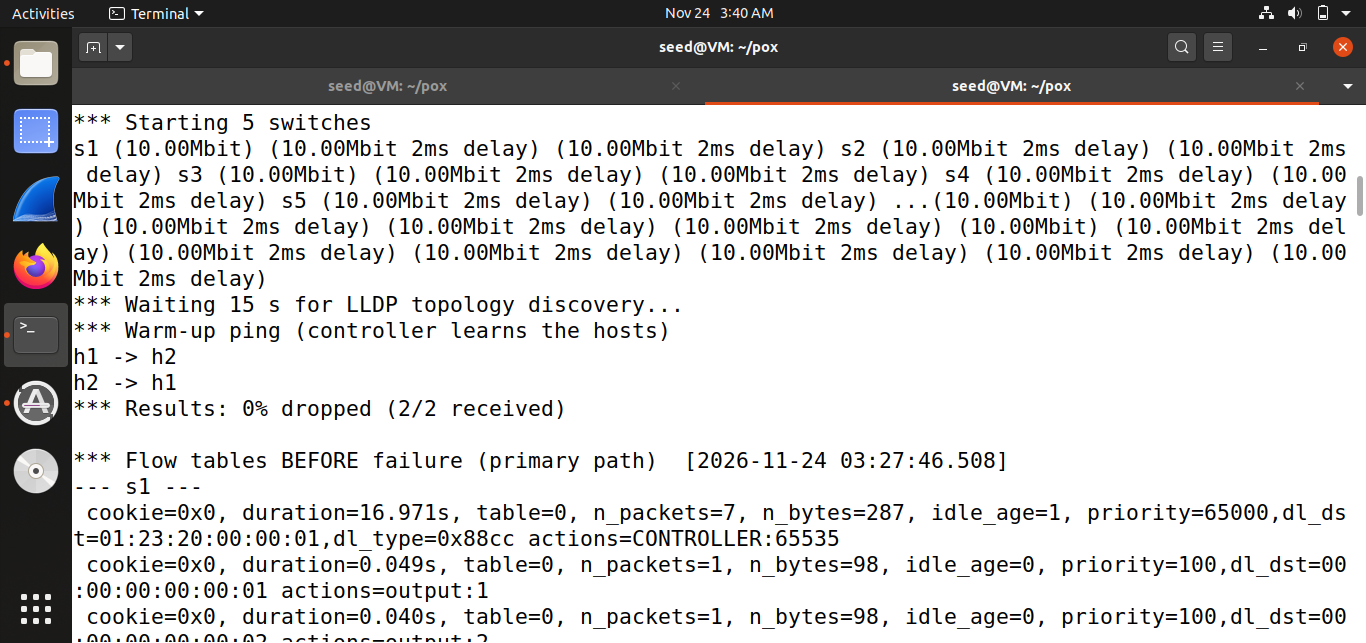 Activities Terminal Nov 24 3:40 AM
seed@VM: ~/pox
seed@VM: ~/pox seed@VM: ~/pox
*** Starting 5 switches
s1 (10.00Mbit) (10.00Mbit 2ms delay) (10.00Mbit 2ms delay) s2 (10.00Mbit 2ms delay) (10.00Mbit 2ms
 delay) s3 (10.00Mbit) (10.00Mbit 2ms delay) (10.00Mbit 2ms delay) s4 (10.00Mbit 2ms delay) (10.00
Mbit 2ms delay) s5 (10.00Mbit 2ms delay) (10.00Mbit 2ms delay) ...(10.00Mbit) (10.00Mbit 2ms delay
) (10.00Mbit 2ms delay) (10.00Mbit 2ms delay) (10.00Mbit 2ms delay) (10.00Mbit) (10.00Mbit 2ms del
ay) (10.00Mbit 2ms delay) (10.00Mbit 2ms delay) (10.00Mbit 2ms delay) (10.00Mbit 2ms delay) (10.00
Mbit 2ms delay)
*** Waiting 15 s for LLDP topology discovery...
*** Warm-up ping (controller learns the hosts)
h1 -> h2
h2 -> h1
*** Results: 0% dropped (2/2 received)
*** Flow tables BEFORE failure (primary path)  [2026-11-24 03:27:46.508]
--- s1 ---
 cookie=0x0, duration=16.971s, table=0, n_packets=7, n_bytes=287, idle_age=1, priority=65000,dl_ds
t=01:23:20:00:00:01,dl_type=0x88cc actions=CONTROLLER:65535
 cookie=0x0, duration=0.049s, table=0, n_packets=1, n_bytes=98, idle_age=0, priority=100,dl_dst=00
:00:00:00:00:01 actions=output:1
 cookie=0x0, duration=0.040s, table=0, n_packets=1, n_bytes=98, idle_age=0, priority=100,dl_dst=00
:00:00:00:00:02 actions=output:2